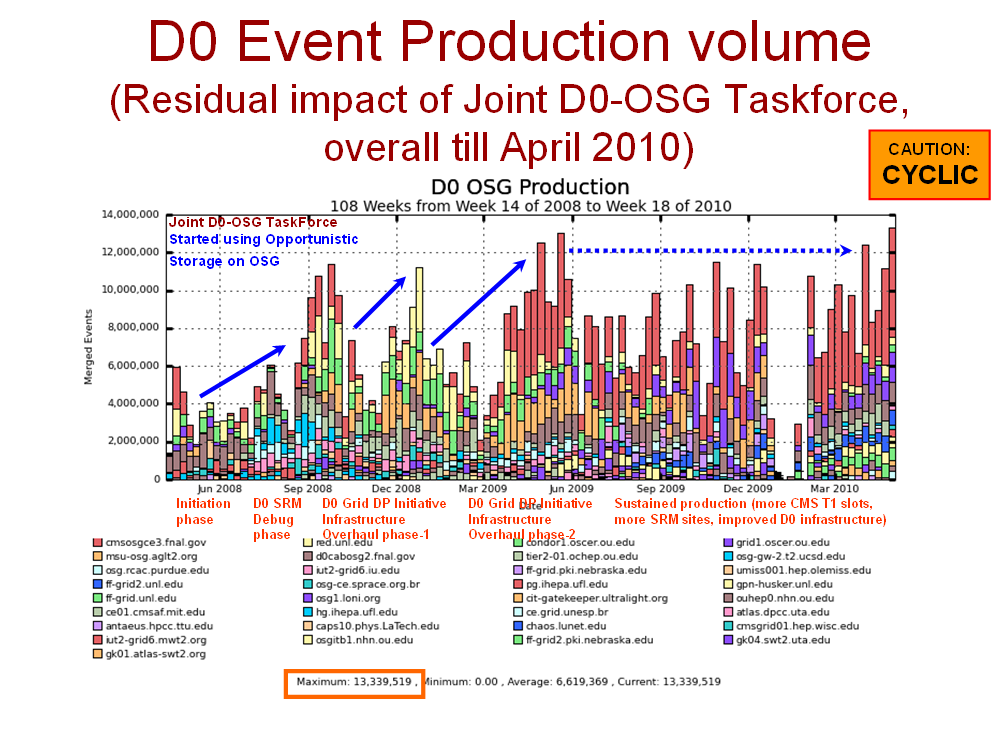 D0 Event Production volume
(Residual impact of Joint D0-OSG Taskforce,
overall till April 2010)
CAUTION:
CYCLIC
D0 OSG Production
108 Weeks from Week 14 of 2008 to Week 18 of 2010
14,000,000
12,000,000
10,000,000
8,000,000
6,000,000
4,000,000
2,000,000
0
Merged Events
Joint D0-OSG TaskForce
Started using Opportunistic
Storage on OSG
Jun 2008 Sep 2008 Dec 2008 Mar 2009 Jun 2009 Sep 2009 Dec 2009 Mar 2010
Date
Initiation
phase
D0 SRM
Debug
phase
D0 Grid DP Initiative
Infrastructure
Overhaul phase-1
D0 Grid DP Initiative
Infrastructure
Overhaul phase-2
Sustained production (more CMS T1 slots,
more SRM sites, improved D0 infrastructure)
cmsosgce3.fnal.gov red.unl.edu condor1.oscer.ou.edu grid1.oscer.ou.edu
msu-osg.aglt2.org d0cabosg2.fnal.gov tier2-01.ochep.ou.edu osg-gw-2.t2.ucsd.edu
osg.rcac.purdue.edu iut2-grid6.iu.edu ff-grid.pki.nebraska.edu umiss001.hep.olemiss.edu
ff-grid2.unl.edu osg-ce.sprace.org.br pg.ihepa.ufl.edu gpn-husker.unl.edu
ff-grid.unl.edu osg1.loni.org cit-gatekeeper.ultralight.org ouhep0.nhn.ou.edu
ce01.cmsaf.mit.edu hg.ihepa.ufl.edu ce.grid.unesp.br atlas.dpcc.uta.edu
antaeus.hpcc.ttu.edu caps10.phys.LaTech.edu chaos.lunet.edu cmsgrid01.hep.wisc.edu
iut2-grid6.mwt2.org osgitb1.nhn.ou.edu ff-grid2.pki.nebraska.edu gk04.swt2.uta.edu
gk01.atlas-swt2.org
Maximum: 13,339,519 , Minimum: 0.00 , Average: 6,619,369 , Current: 13,339,519